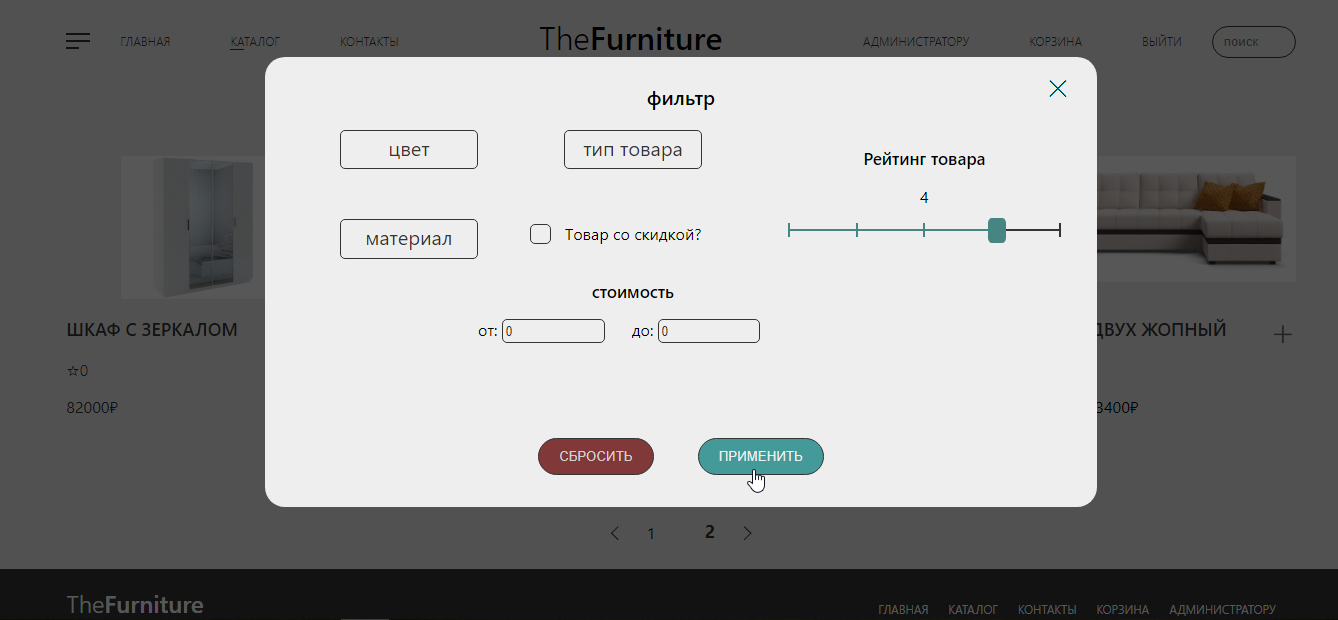 ГЛАВНАЯ КАТАЛОГ КОНТАКТЫ TheFurniture АДМИНИСТРАТОРУ КОРЗИНА ВЫЙТИ поиск
фильтр
цвет тип товара
Рейтинг товара
4
материал Товар со скидкой?
стоимость
от: 0 до: 0
ШКАФ С ЗЕРКАЛОМ
☆0
82000₽
ДВУХ ЖОПНЫЙ
3400₽
СБРОСИТЬ ПРИМЕНИТЬ
1 2
TheFurniture
ГЛАВНАЯ КАТАЛОГ КОНТАКТЫ КОРЗИНА АДМИНИСТРАТОРУ